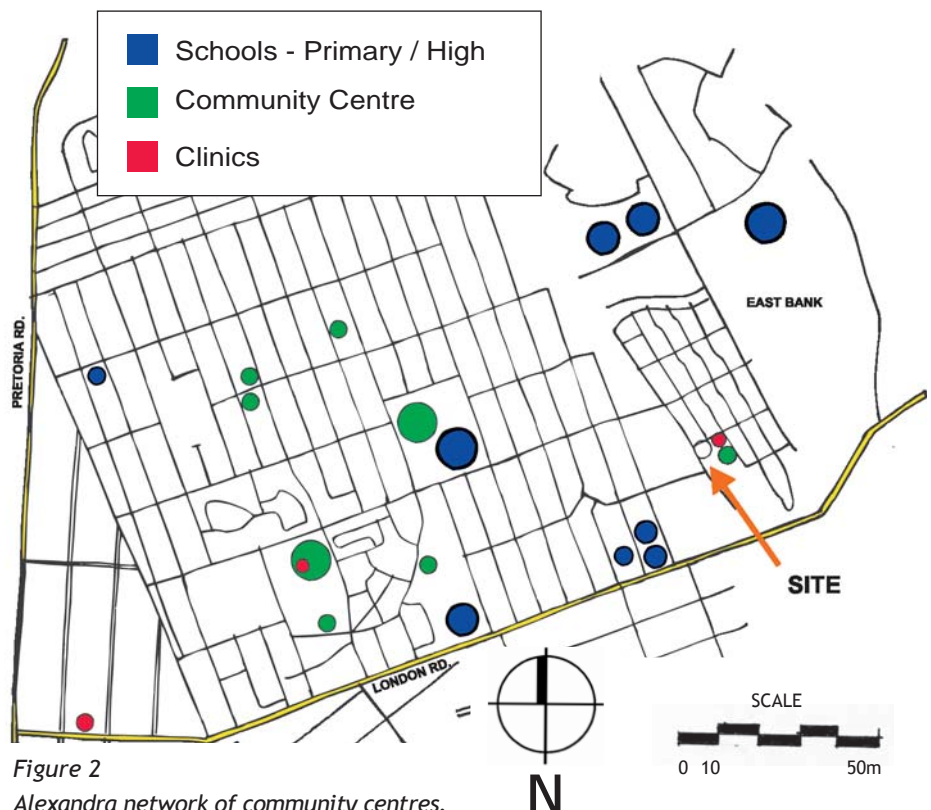 Schools - Primary / High
Community Centre
Clinics
PRETORIA RD.
EAST BANK
SITE
LONDON RD.
SCALE
0 10 50m
N
Figure 2
Alexandra network of community centres.